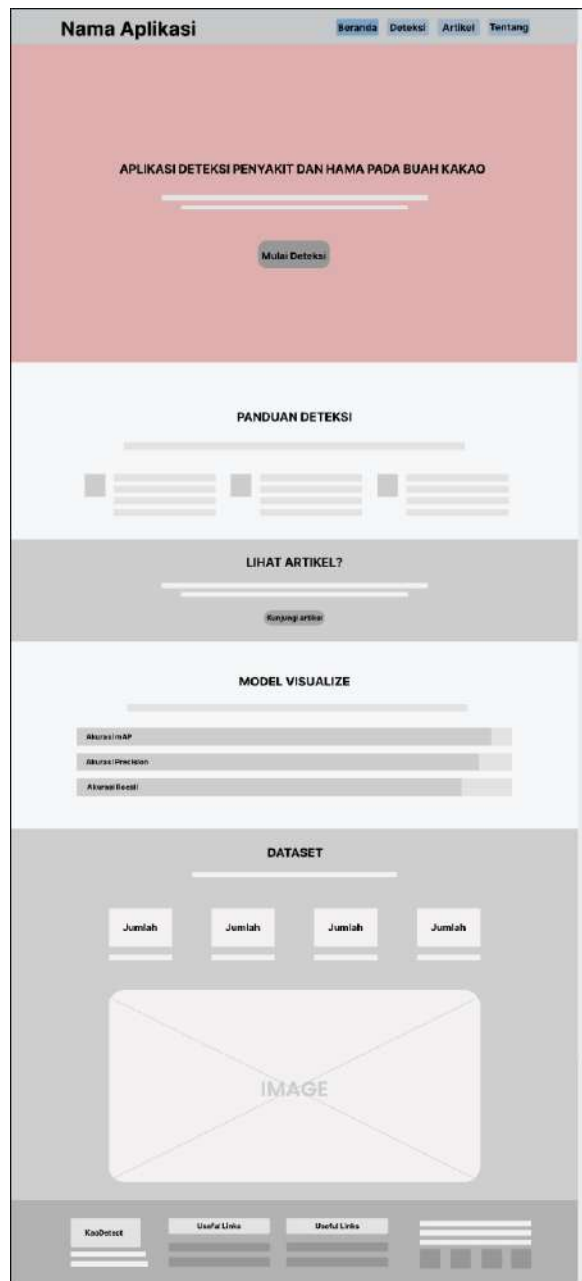 Nama Aplikasi
Beranda Deteksi Artikel Tentang
APLIKASI DETEKSI PENYAKIT DAN HAMA PADA BUAH KAKAO
Mulai Deteksi
PANDUAN DETEKSI
LIHAT ARTIKEL?
Kunjungi artikel
MODEL VISUALIZE
Akurasi mAP
Akurasi Precision
Akurasi Recall
DATASET
Jumlah Jumlah Jumlah Jumlah
IMAGE
KaoDetect Useful Links Useful Links